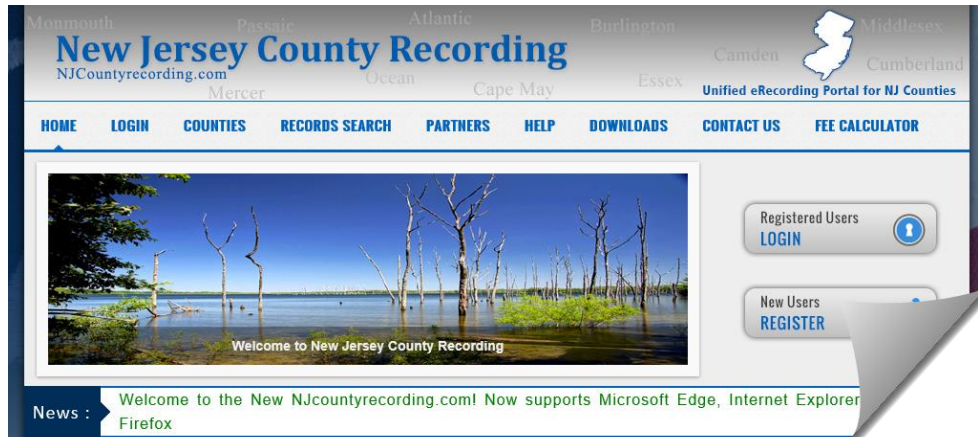 Monmouth Passaic Atlantic Burlington Middlesex
New Jersey County Recording
Camden Cumberland
NJCountyrecording.com
Mercer Ocean Cape May Essex
Unified eRecording Portal for NJ Counties
HOME LOGIN COUNTIES RECORDS SEARCH PARTNERS HELP DOWNLOADS CONTACT US FEE CALCULATOR
Registered Users
LOGIN
New Users
REGISTER
Welcome to New Jersey County Recording
News :
Welcome to the New NJcountyrecording.com! Now supports Microsoft Edge, Internet Explorer
Firefox